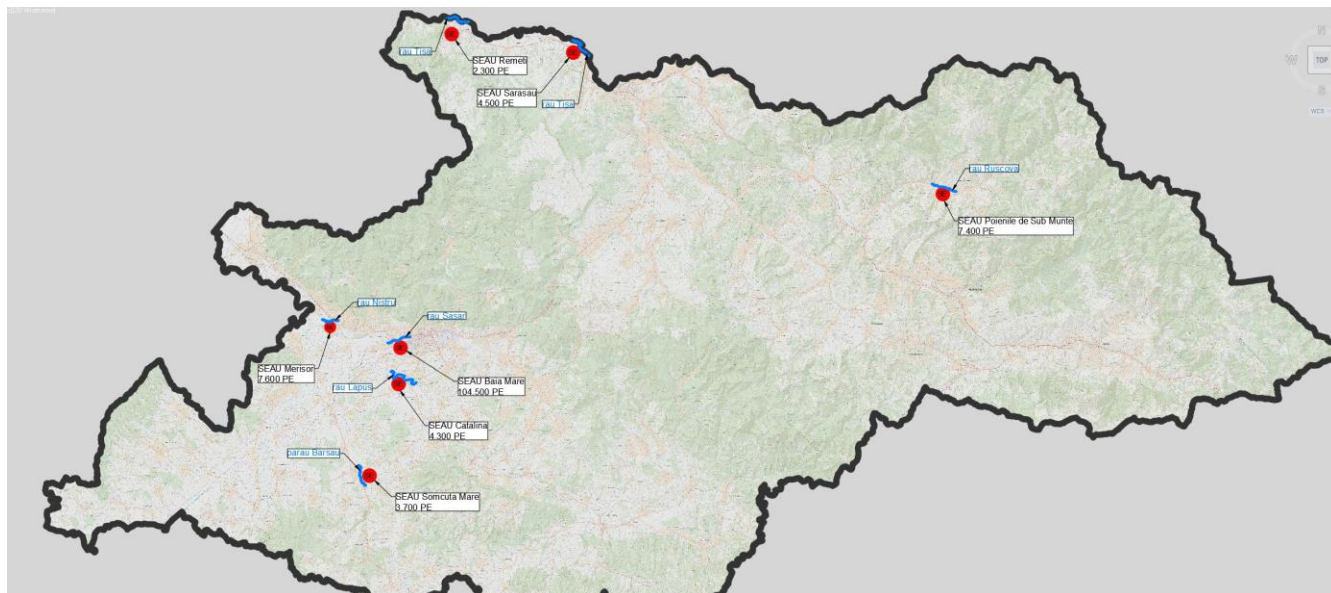 rau Tisa
SEAU Remeti
2.300 PE
SEAU Sarasau
4.500 PE
rau Tisa
N
W
TOP
S
WCS
rau Ruscova
SEAU Poienile de Sub Munte
7.400 PE
rau Nistru
rau Sasar
SEAU Merisor
7.600 PE
rau Lapus
SEAU Baia Mare
104.500 PE
SEAU Catalina
4.300 PE
parau Barsau
SEAU Somcuta Mare
3.700 PE